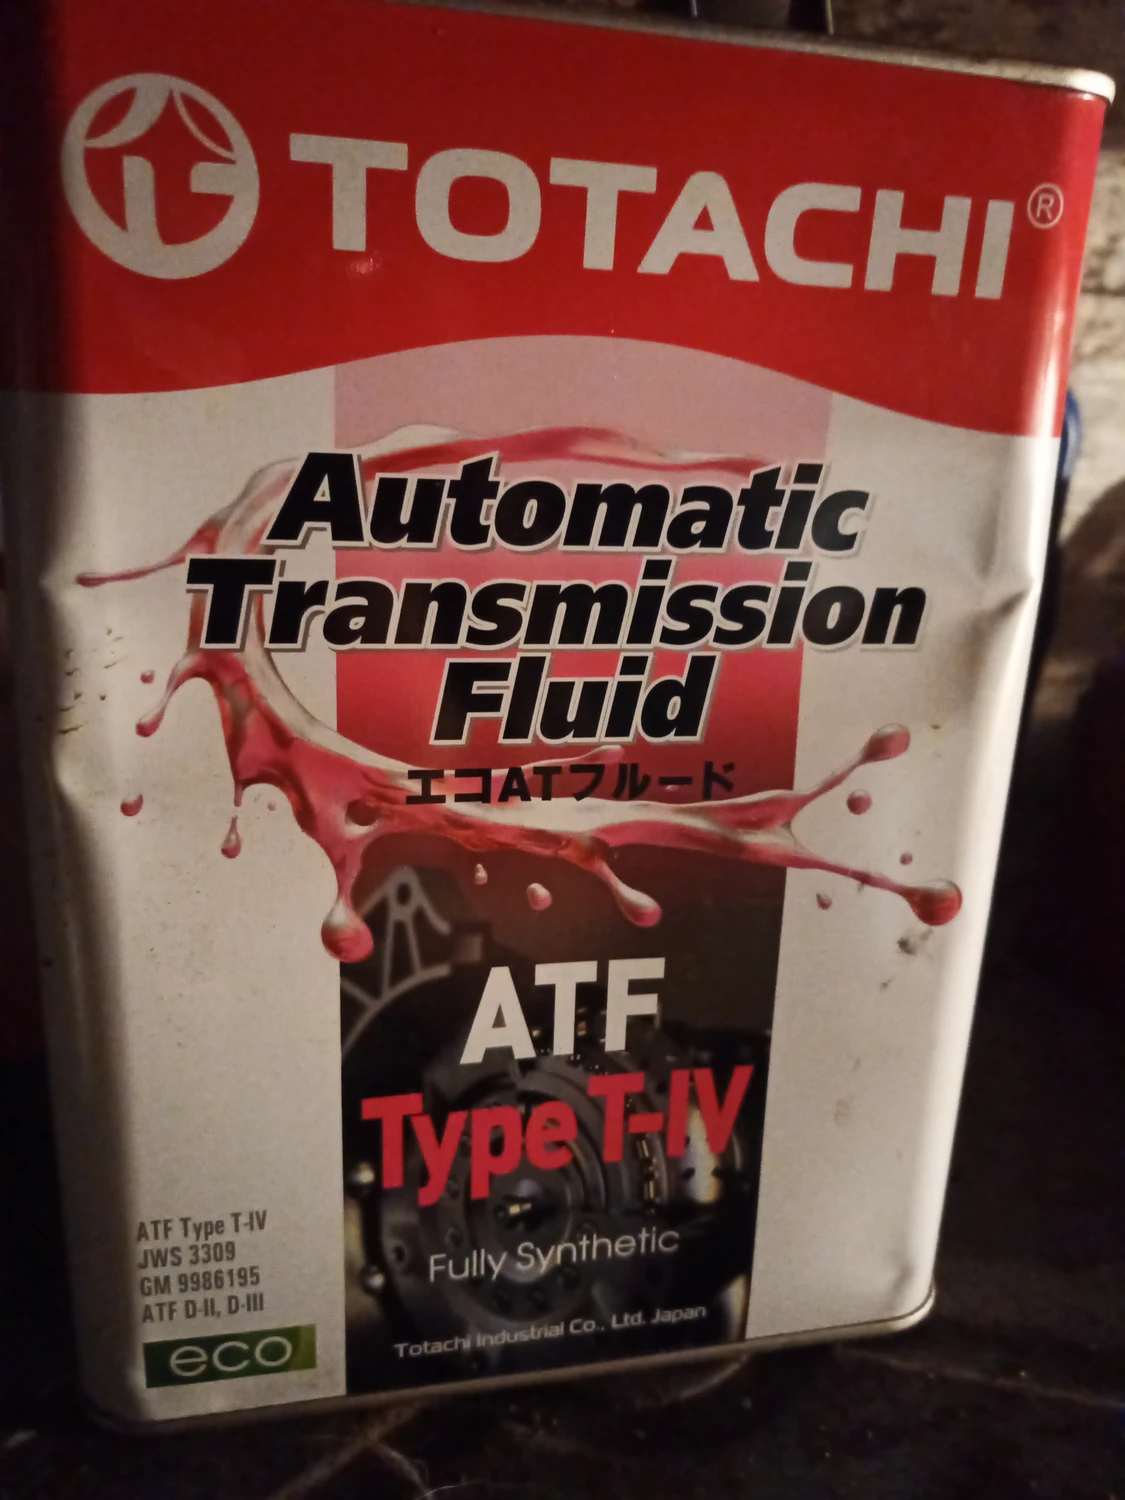 TOTACHI®
Automatic
Transmission
Fluid
エコATフルード
ATF
Type T-IV
ATF Type T-IV
JWS 3309
GM 9986195
ATF D-II, D-III
eco
Fully Synthetic
Totachi Industrial Co., Ltd. Japan